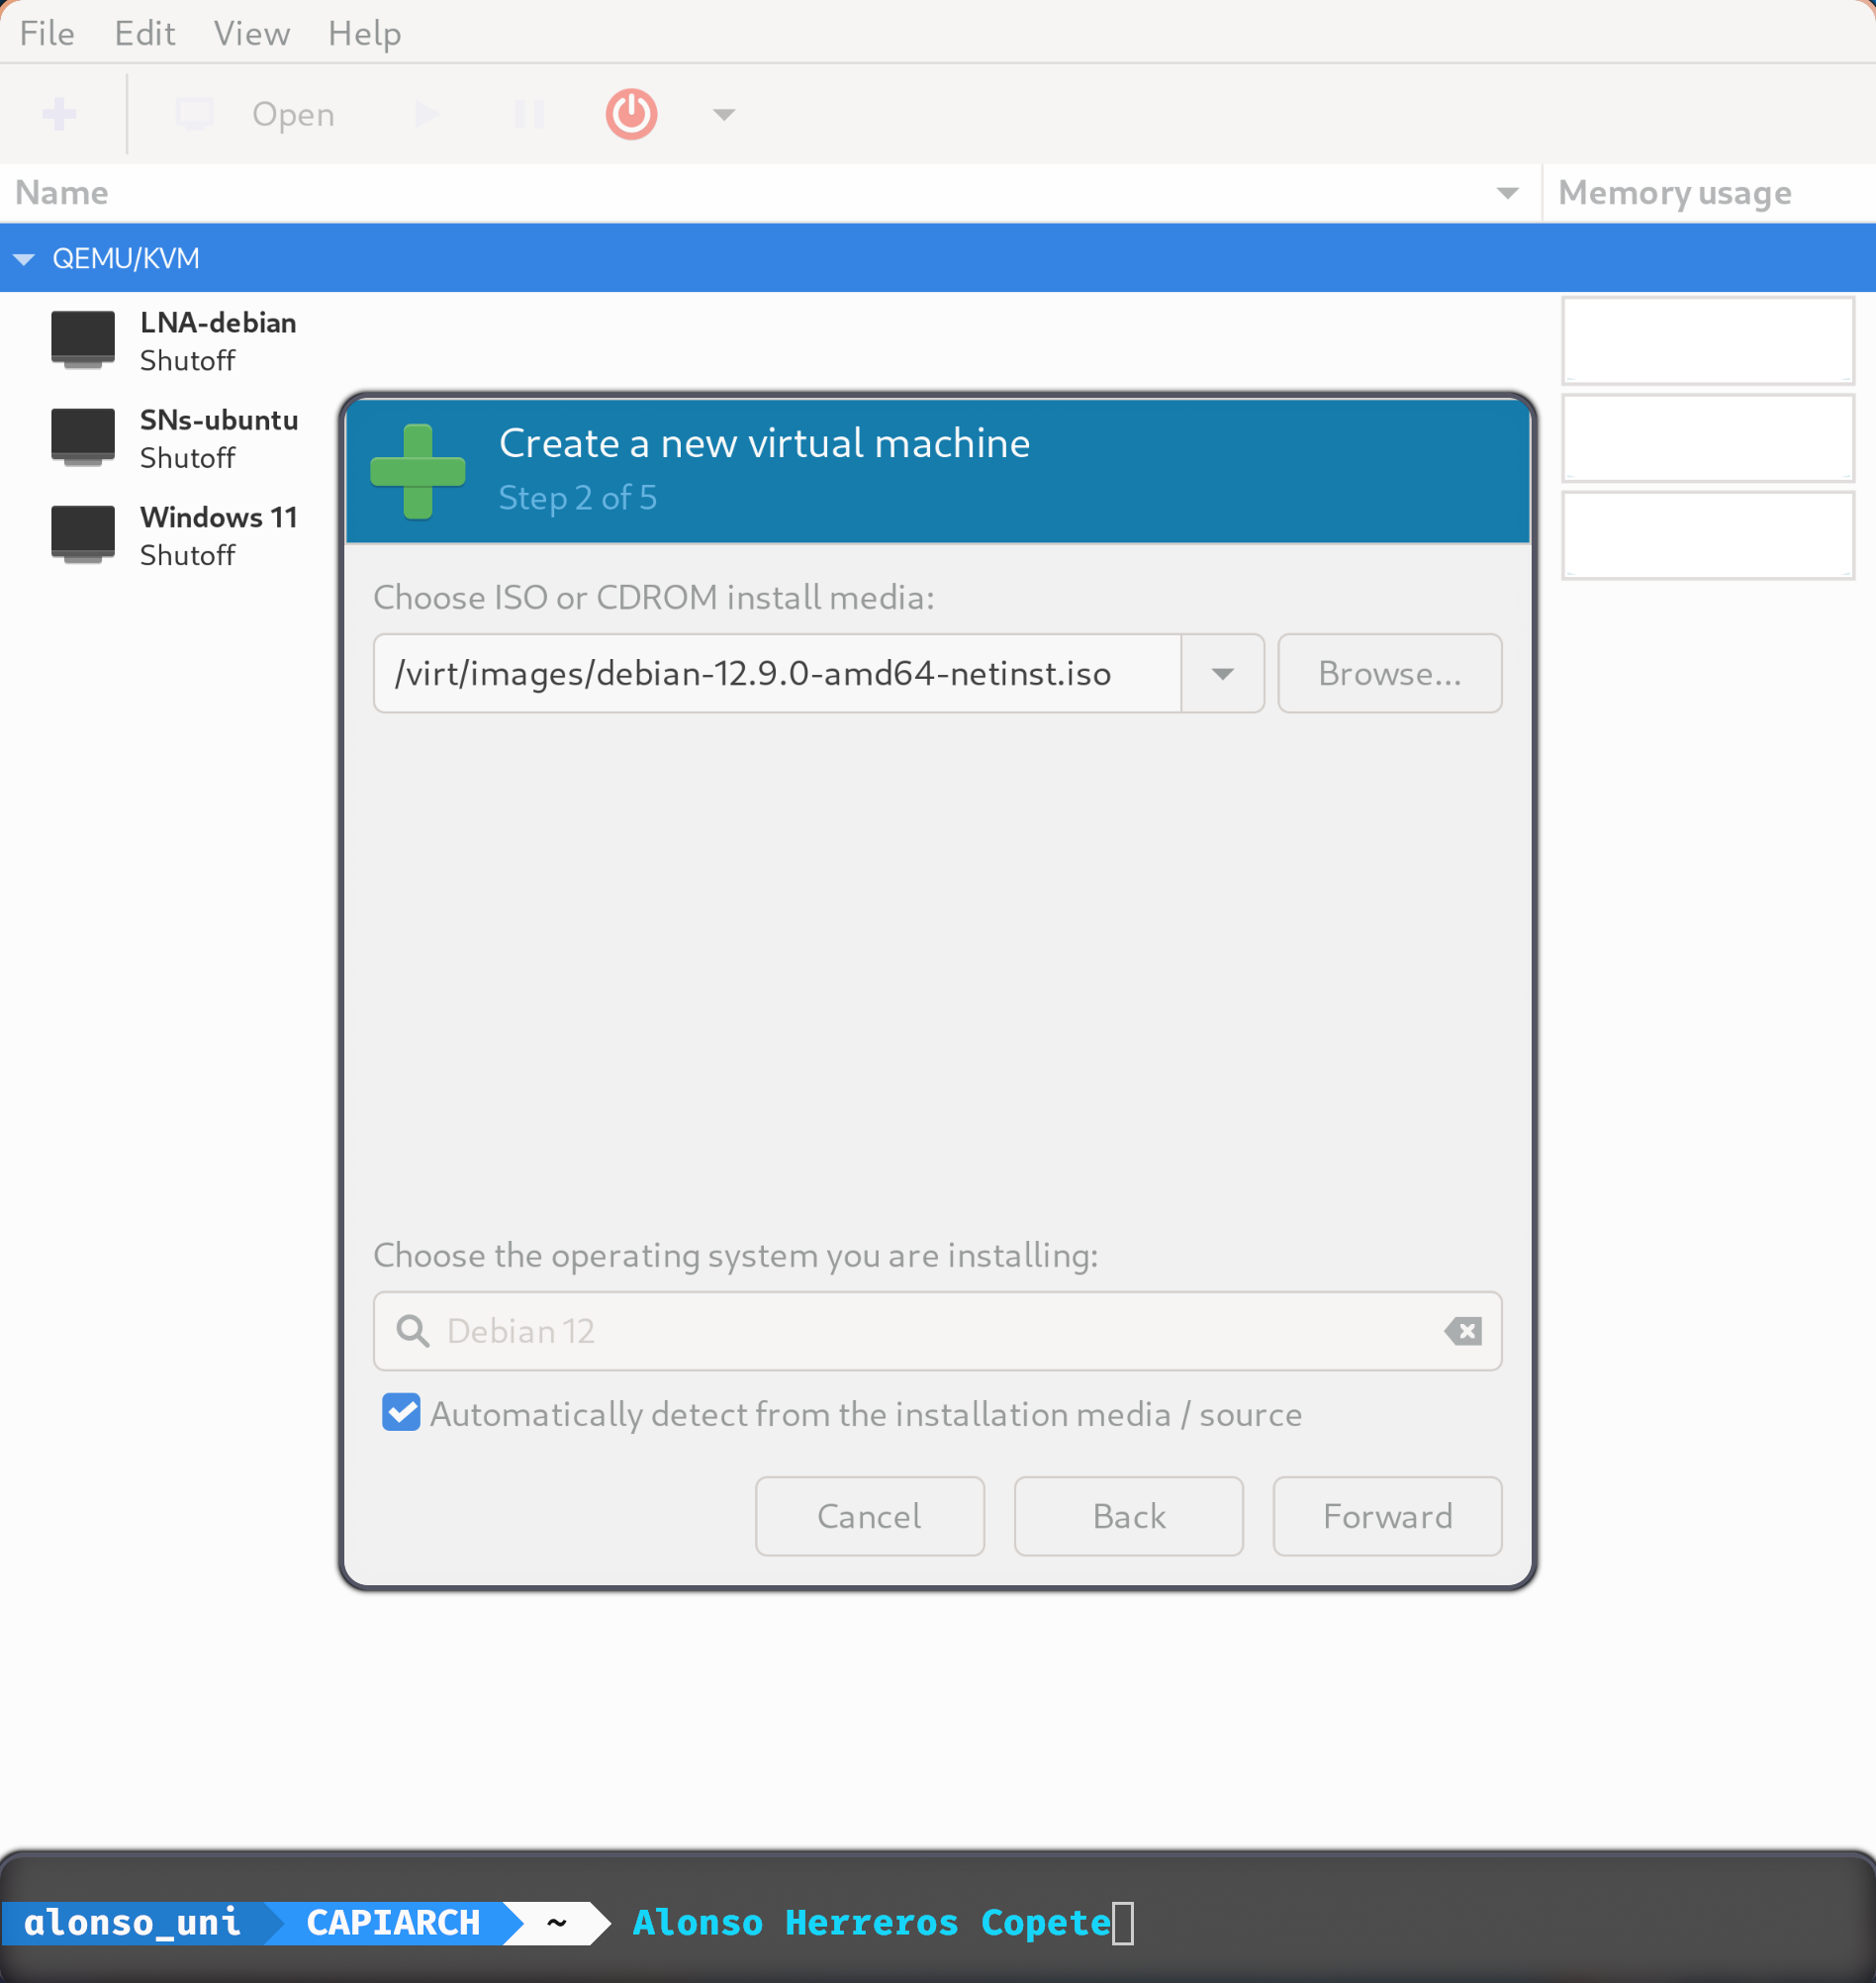 File Edit View Help
Open
Name Memory usage
QEMU/KVM
LNA-debian
Shutoff
SNs-ubuntu
Shutoff
Windows 11
Shutoff
Create a new virtual machine
Step 2 of 5
Choose ISO or CDROM install media:
/virt/images/debian-12.9.0-amd64-netinst.iso Browse...
Choose the operating system you are installing:
Debian 12
Automatically detect from the installation media / source
Cancel Back Forward
alonso_uni CAPIARCH ~ Alonso Herreros Copete